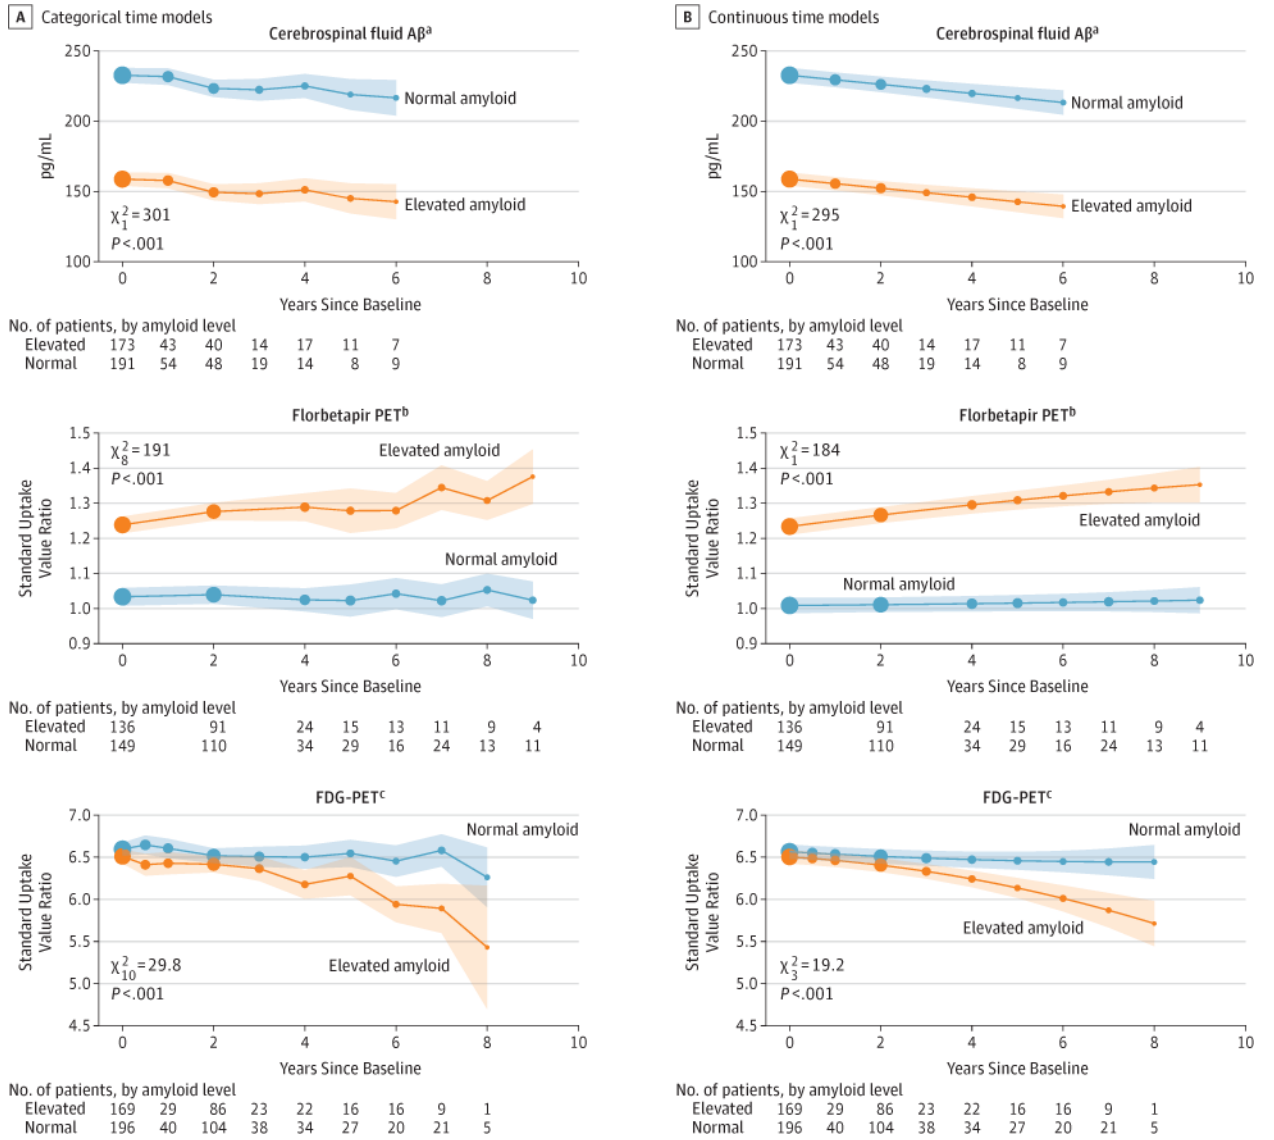 A Categorical time models
Cerebrospinal fluid Aβᵃ
250
200
150
100
pg/mL
Normal amyloid
Elevated amyloid
χ²₁=301
P<.001
0 2 4 6 8 10
Years Since Baseline
No. of patients, by amyloid level
Elevated 173 43 40 14 17 11 7
Normal 191 54 48 19 14 8 9
Florbetapir PETᵇ
1.5
1.4
1.3
1.2
1.1
1.0
0.9
Standard Uptake
Value Ratio
χ²₈=191
P<.001
Elevated amyloid
Normal amyloid
0 2 4 6 8 10
Years Since Baseline
No. of patients, by amyloid level
Elevated 136 91 24 15 13 11 9 4
Normal 149 110 34 29 16 24 13 11
FDG-PETᶜ
7.0
6.5
6.0
5.5
5.0
4.5
Standard Uptake
Value Ratio
Normal amyloid
Elevated amyloid
χ²₁₀=29.8
P<.001
0 2 4 6 8 10
Years Since Baseline
No. of patients, by amyloid level
Elevated 169 29 86 23 22 16 16 9 1
Normal 196 40 104 38 34 27 20 21 5
B Continuous time models
Cerebrospinal fluid Aβᵃ
250
200
150
100
pg/mL
Normal amyloid
Elevated amyloid
χ²₁=295
P<.001
0 2 4 6 8 10
Years Since Baseline
No. of patients, by amyloid level
Elevated 173 43 40 14 17 11 7
Normal 191 54 48 19 14 8 9
Florbetapir PETᵇ
1.5
1.4
1.3
1.2
1.1
1.0
0.9
Standard Uptake
Value Ratio
χ²₁=184
P<.001
Elevated amyloid
Normal amyloid
0 2 4 6 8 10
Years Since Baseline
No. of patients, by amyloid level
Elevated 136 91 24 15 13 11 9 4
Normal 149 110 34 29 16 24 13 11
FDG-PETᶜ
7.0
6.5
6.0
5.5
5.0
4.5
Standard Uptake
Value Ratio
Normal amyloid
Elevated amyloid
χ²₃=19.2
P<.001
0 2 4 6 8 10
Years Since Baseline
No. of patients, by amyloid level
Elevated 169 29 86 23 22 16 16 9 1
Normal 196 40 104 38 34 27 20 21 5